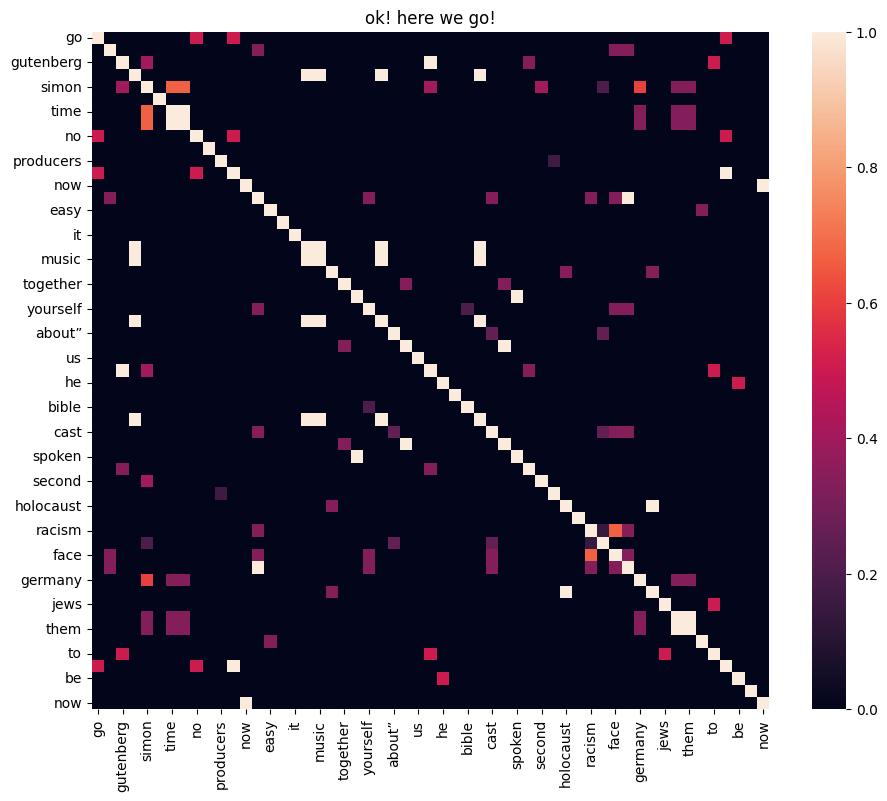 ok! here we go!
go
gutenberg
simon
time
no
producers
now
easy
it
music
together
yourself
about”
us
he
bible
cast
spoken
second
holocaust
racism
face
germany
jews
them
to
be
now
1.0
0.8
0.6
0.4
0.2
0.0
go
gutenberg
simon
time
no
producers
now
easy
it
music
together
yourself
about”
us
he
bible
cast
spoken
second
holocaust
racism
face
germany
jews
them
to
be
now